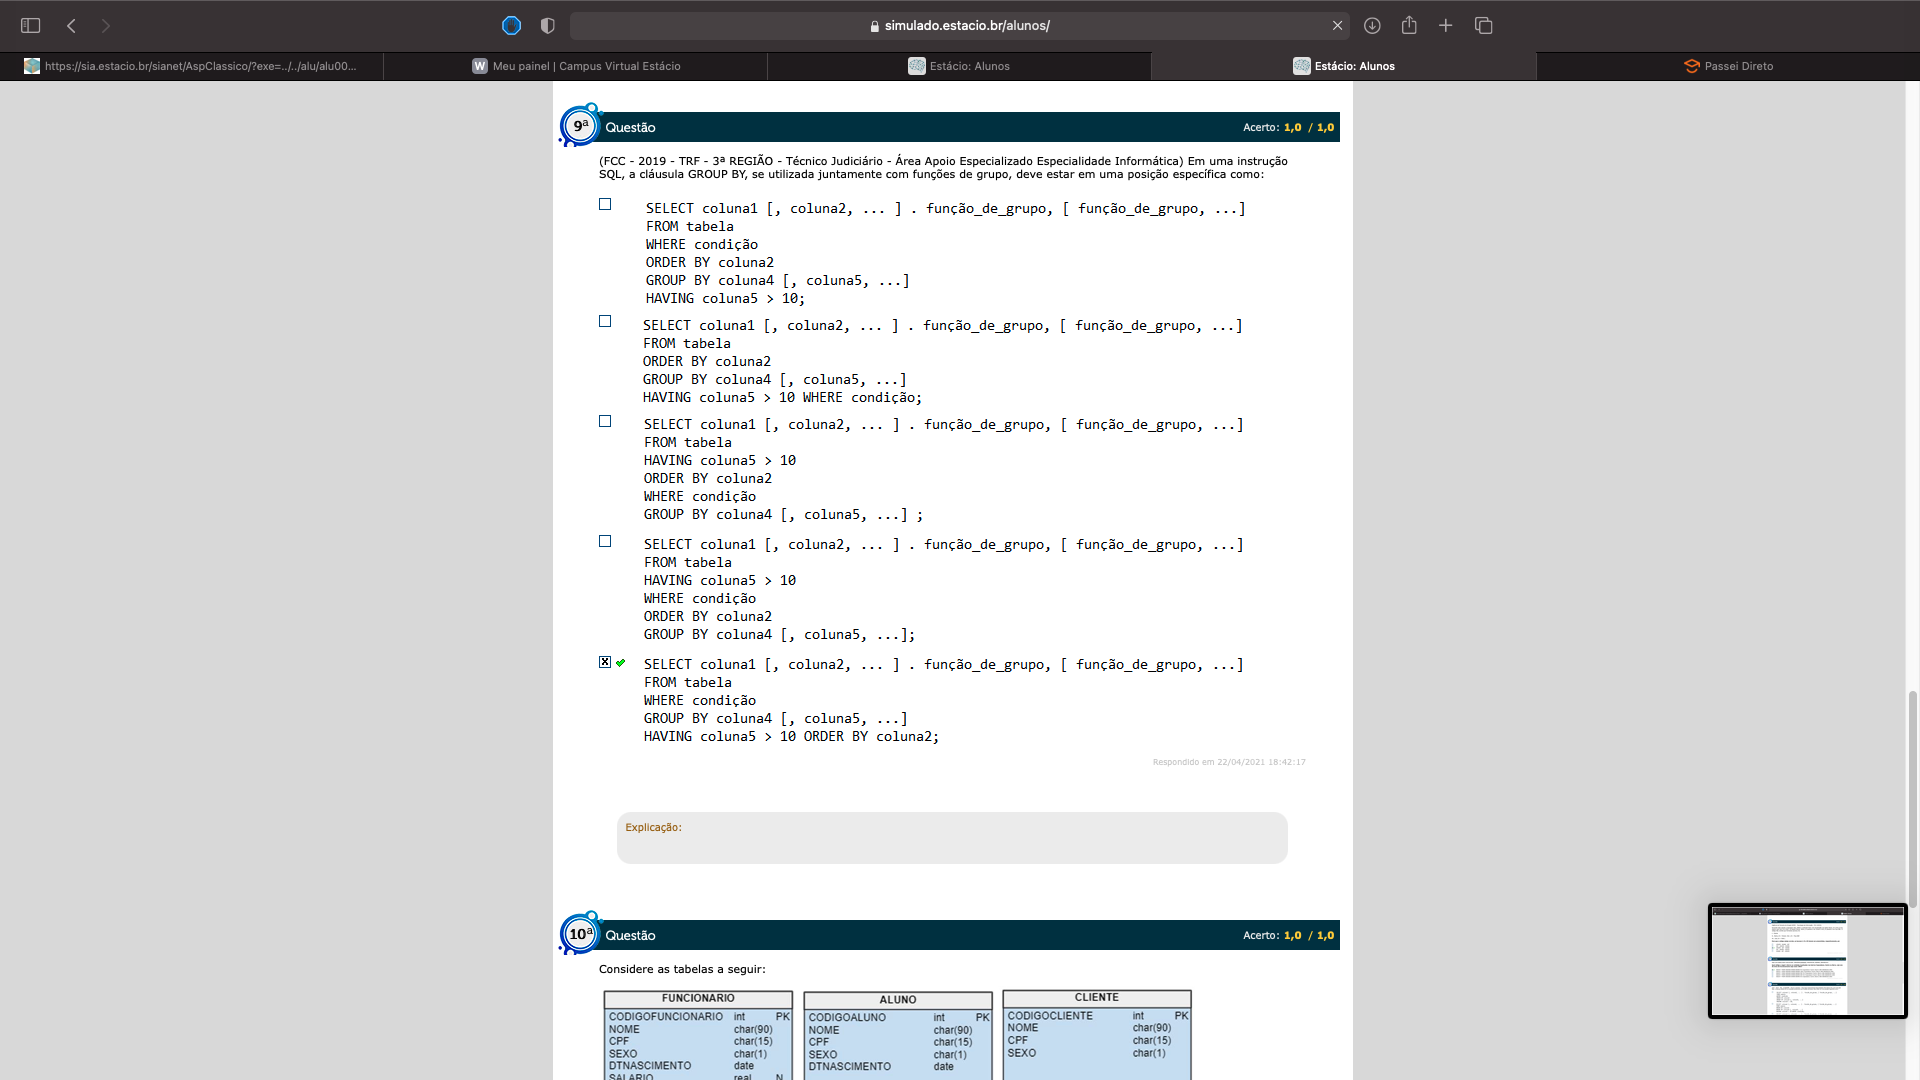 simulado.estacio.br/alunos/
https://sia.estacio.br/sianet/AspClassico/?exe=../../alu/alu00...
W Meu painel | Campus Virtual Estácio
Estácio: Alunos
Estácio: Alunos
Passei Direto
9ª Questão
Acerto: 1,0 / 1,0
(FCC - 2019 - TRF - 3ª REGIÃO - Técnico Judiciário - Área Apoio Especializado Especialidade Informática) Em uma instrução
SQL, a cláusula GROUP BY, se utilizada juntamente com funções de grupo, deve estar em uma posição específica como:
SELECT coluna1 [, coluna2, ... ] . função_de_grupo, [ função_de_grupo, ...]
FROM tabela
WHERE condição
ORDER BY coluna2
GROUP BY coluna4 [, coluna5, ...]
HAVING coluna5 > 10;
SELECT coluna1 [, coluna2, ... ] . função_de_grupo, [ função_de_grupo, ...]
FROM tabela
ORDER BY coluna2
GROUP BY coluna4 [, coluna5, ...]
HAVING coluna5 > 10 WHERE condição;
SELECT coluna1 [, coluna2, ... ] . função_de_grupo, [ função_de_grupo, ...]
FROM tabela
HAVING coluna5 > 10
ORDER BY coluna2
WHERE condição
GROUP BY coluna4 [, coluna5, ...] ;
SELECT coluna1 [, coluna2, ... ] . função_de_grupo, [ função_de_grupo, ...]
FROM tabela
HAVING coluna5 > 10
WHERE condição
ORDER BY coluna2
GROUP BY coluna4 [, coluna5, ...];
SELECT coluna1 [, coluna2, ... ] . função_de_grupo, [ função_de_grupo, ...]
FROM tabela
WHERE condição
GROUP BY coluna4 [, coluna5, ...]
HAVING coluna5 > 10 ORDER BY coluna2;
Respondido em 22/04/2021 18:42:17
Explicação:
10ª Questão
Acerto: 1,0 / 1,0
Considere as tabelas a seguir:
FUNCIONARIO
CODIGOFUNCIONARIO int PK
NOME char(90)
CPF char(15)
SEXO char(1)
DTNASCIMENTO date
SALARIO real N
ALUNO
CODIGOALUNO int PK
NOME char(90)
CPF char(15)
SEXO char(1)
DTNASCIMENTO date
CLIENTE
CODIGOCLIENTE int PK
NOME char(90)
CPF char(15)
SEXO char(1)